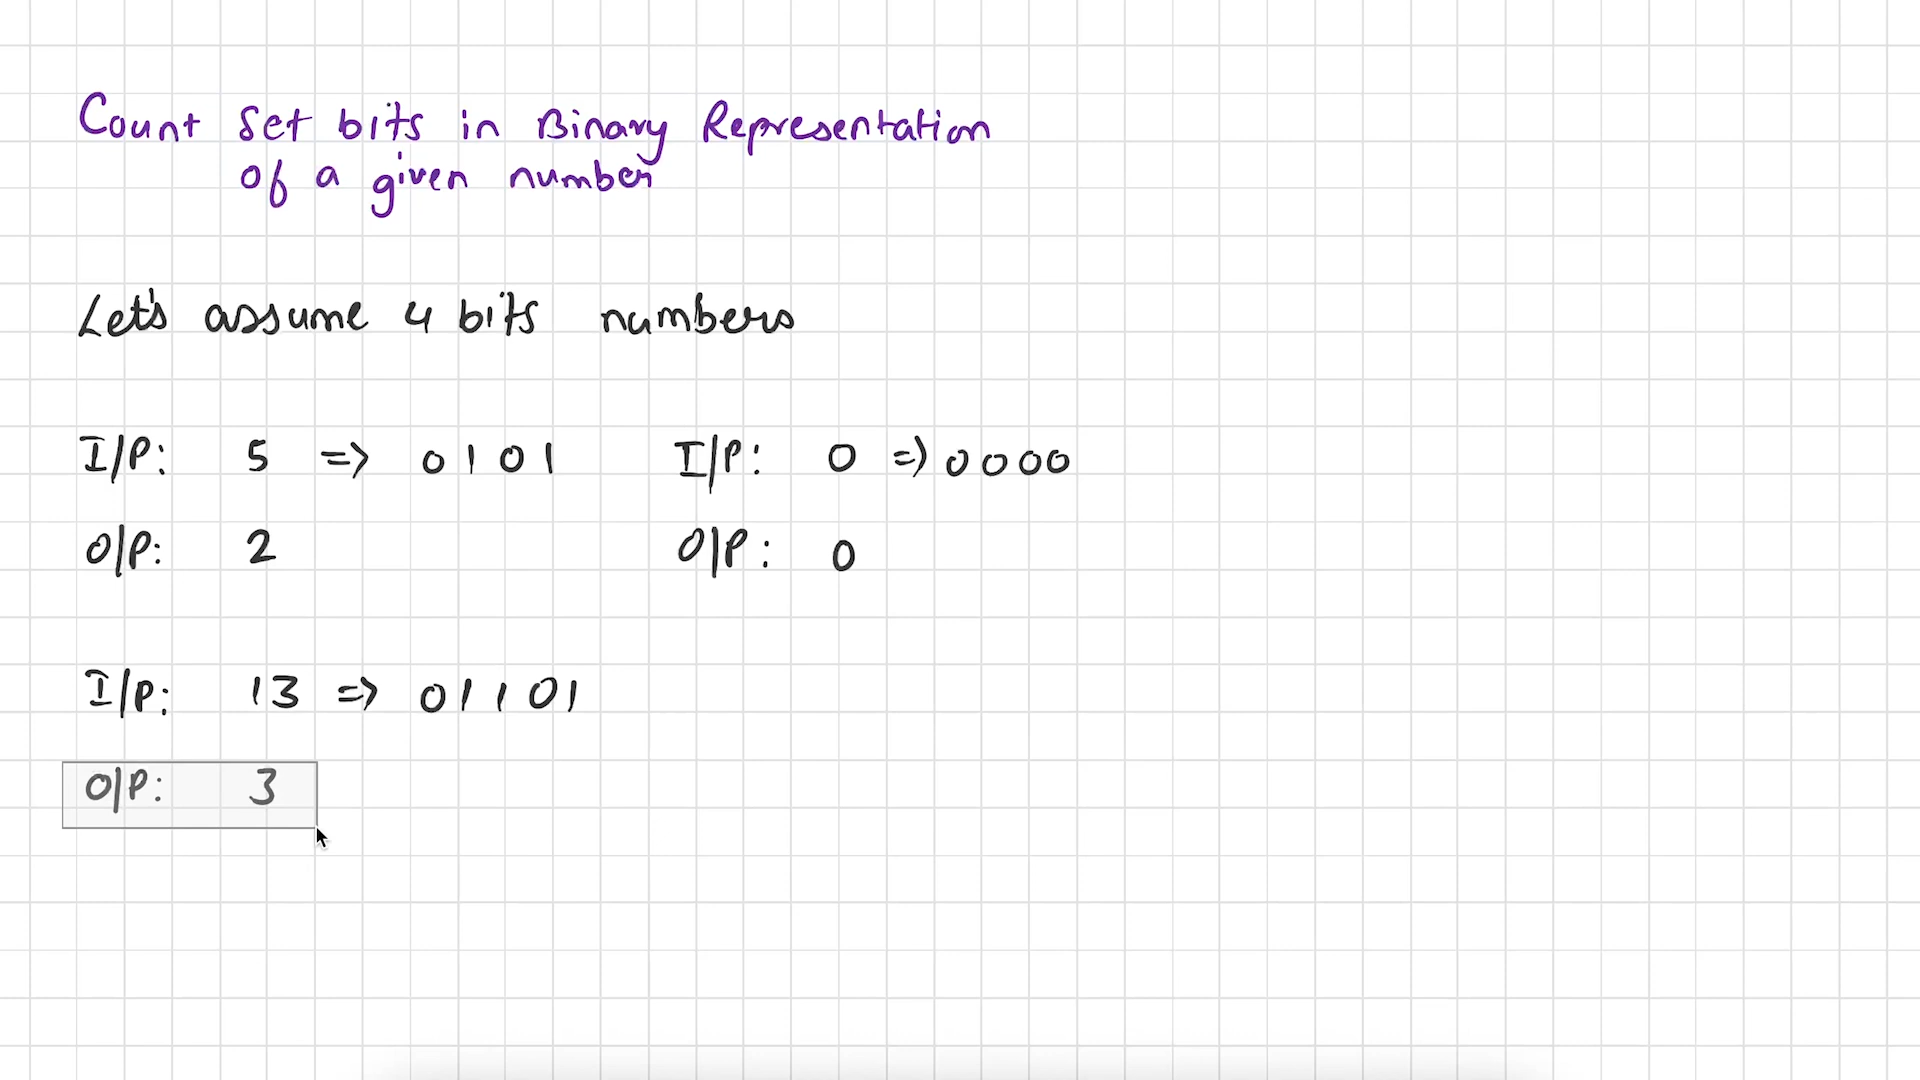 Count Set bits in Binary Representation
of a given number
Let's assume 4 bits numbers
I/P: 5 => 0101
O/P: 2
I/P: 0 => 0000
O/P: 0
I/P: 13 => 01101
O/P: 3